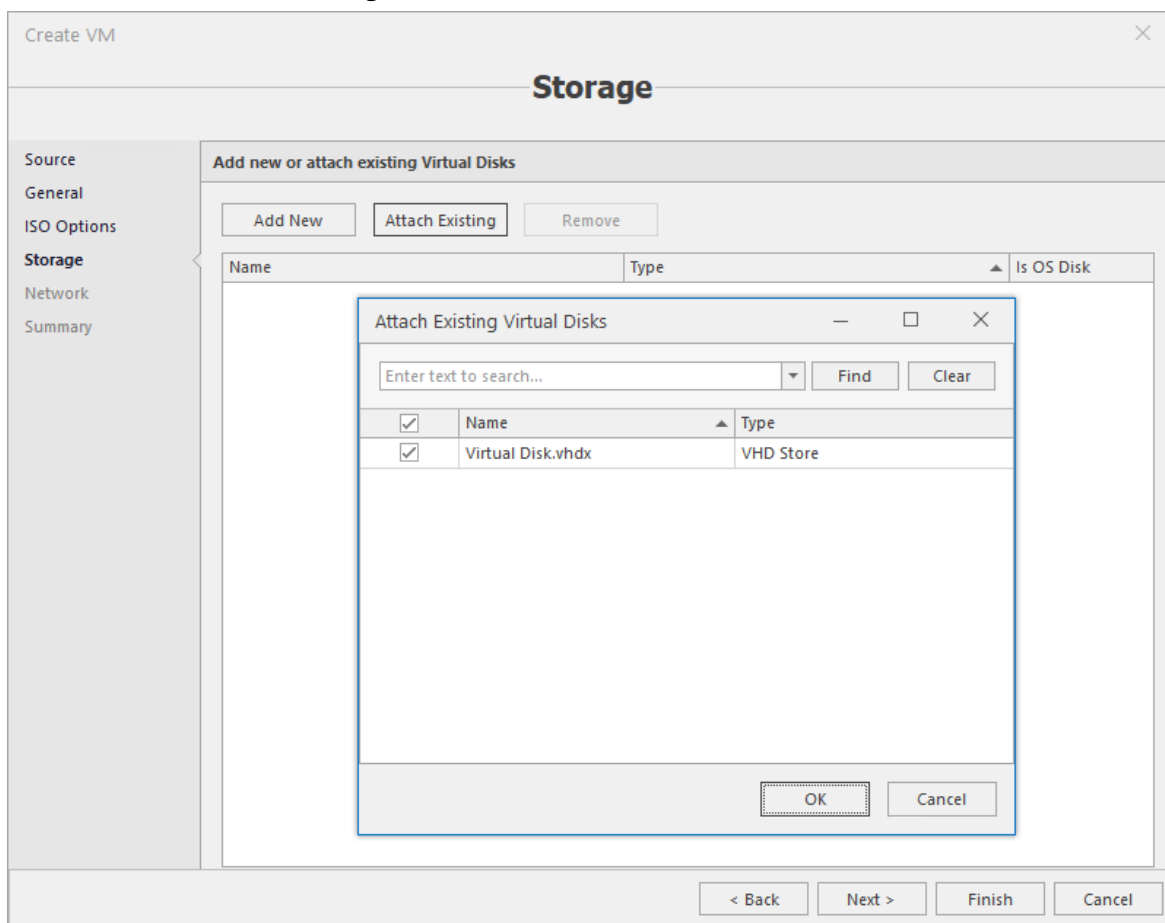 Create VM
Storage
Source
General
ISO Options
Storage
Network
Summary
Add new or attach existing Virtual Disks
Add New Attach Existing Remove
Name Type Is OS Disk
Attach Existing Virtual Disks
Enter text to search... Find Clear
Name Type
Virtual Disk.vhdx VHD Store
OK Cancel
< Back Next > Finish Cancel